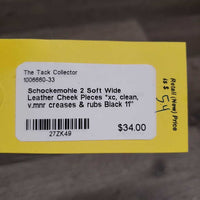 The Tack Collector
1006660-33
Schockemohle 2 Soft Wide
Leather Cheek Pieces *xc, clean,
v.mnr creases & rubs Black 11"
$34.00
27ZK49
Retail (New) Price
is $ 54